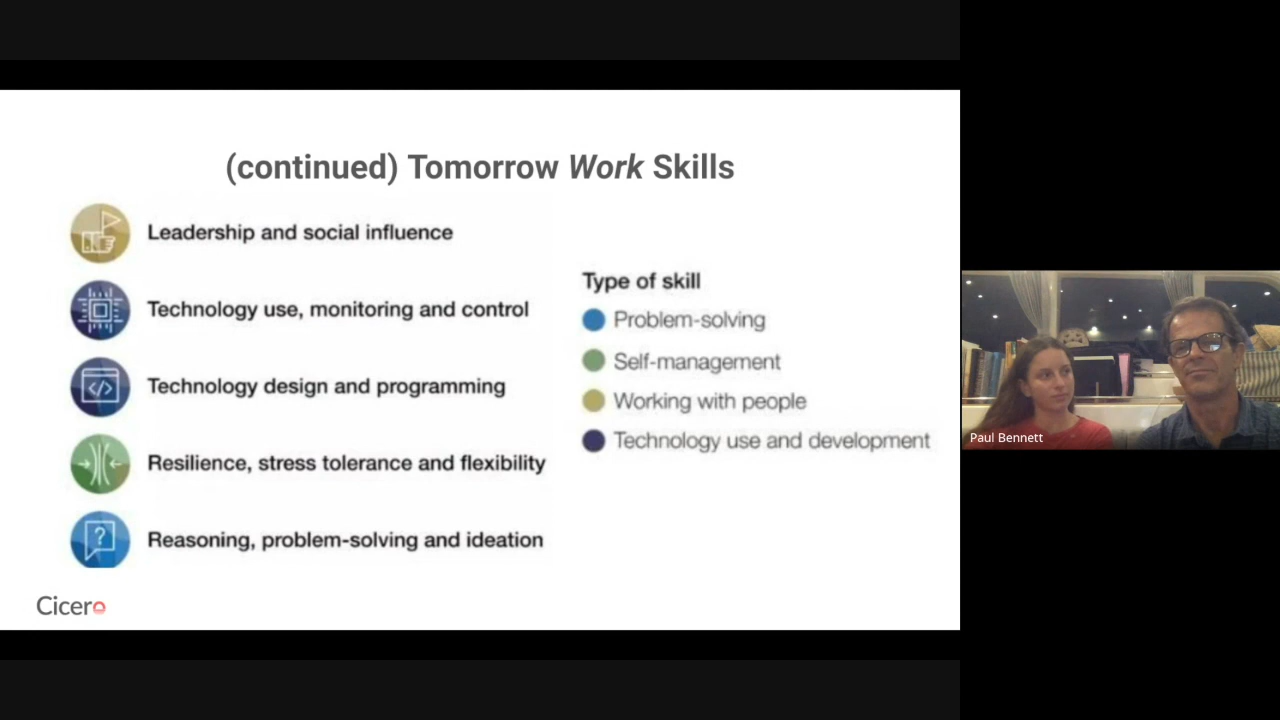 (continued) Tomorrow Work Skills
Leadership and social influence
Technology use, monitoring and control
Technology design and programming
Resilience, stress tolerance and flexibility
Reasoning, problem-solving and ideation
Type of skill
Problem-solving
Self-management
Working with people
Technology use and development
Cicero
Paul Bennett